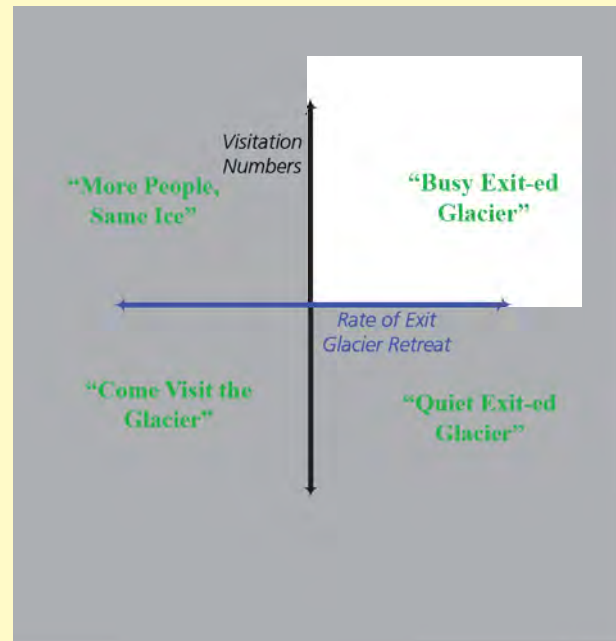 Visitation
Numbers
“More People,
Same Ice”
“Busy Exit-ed
Glacier”
Rate of Exit
Glacier Retreat
“Come Visit the
Glacier”
“Quiet Exit-ed
Glacier”